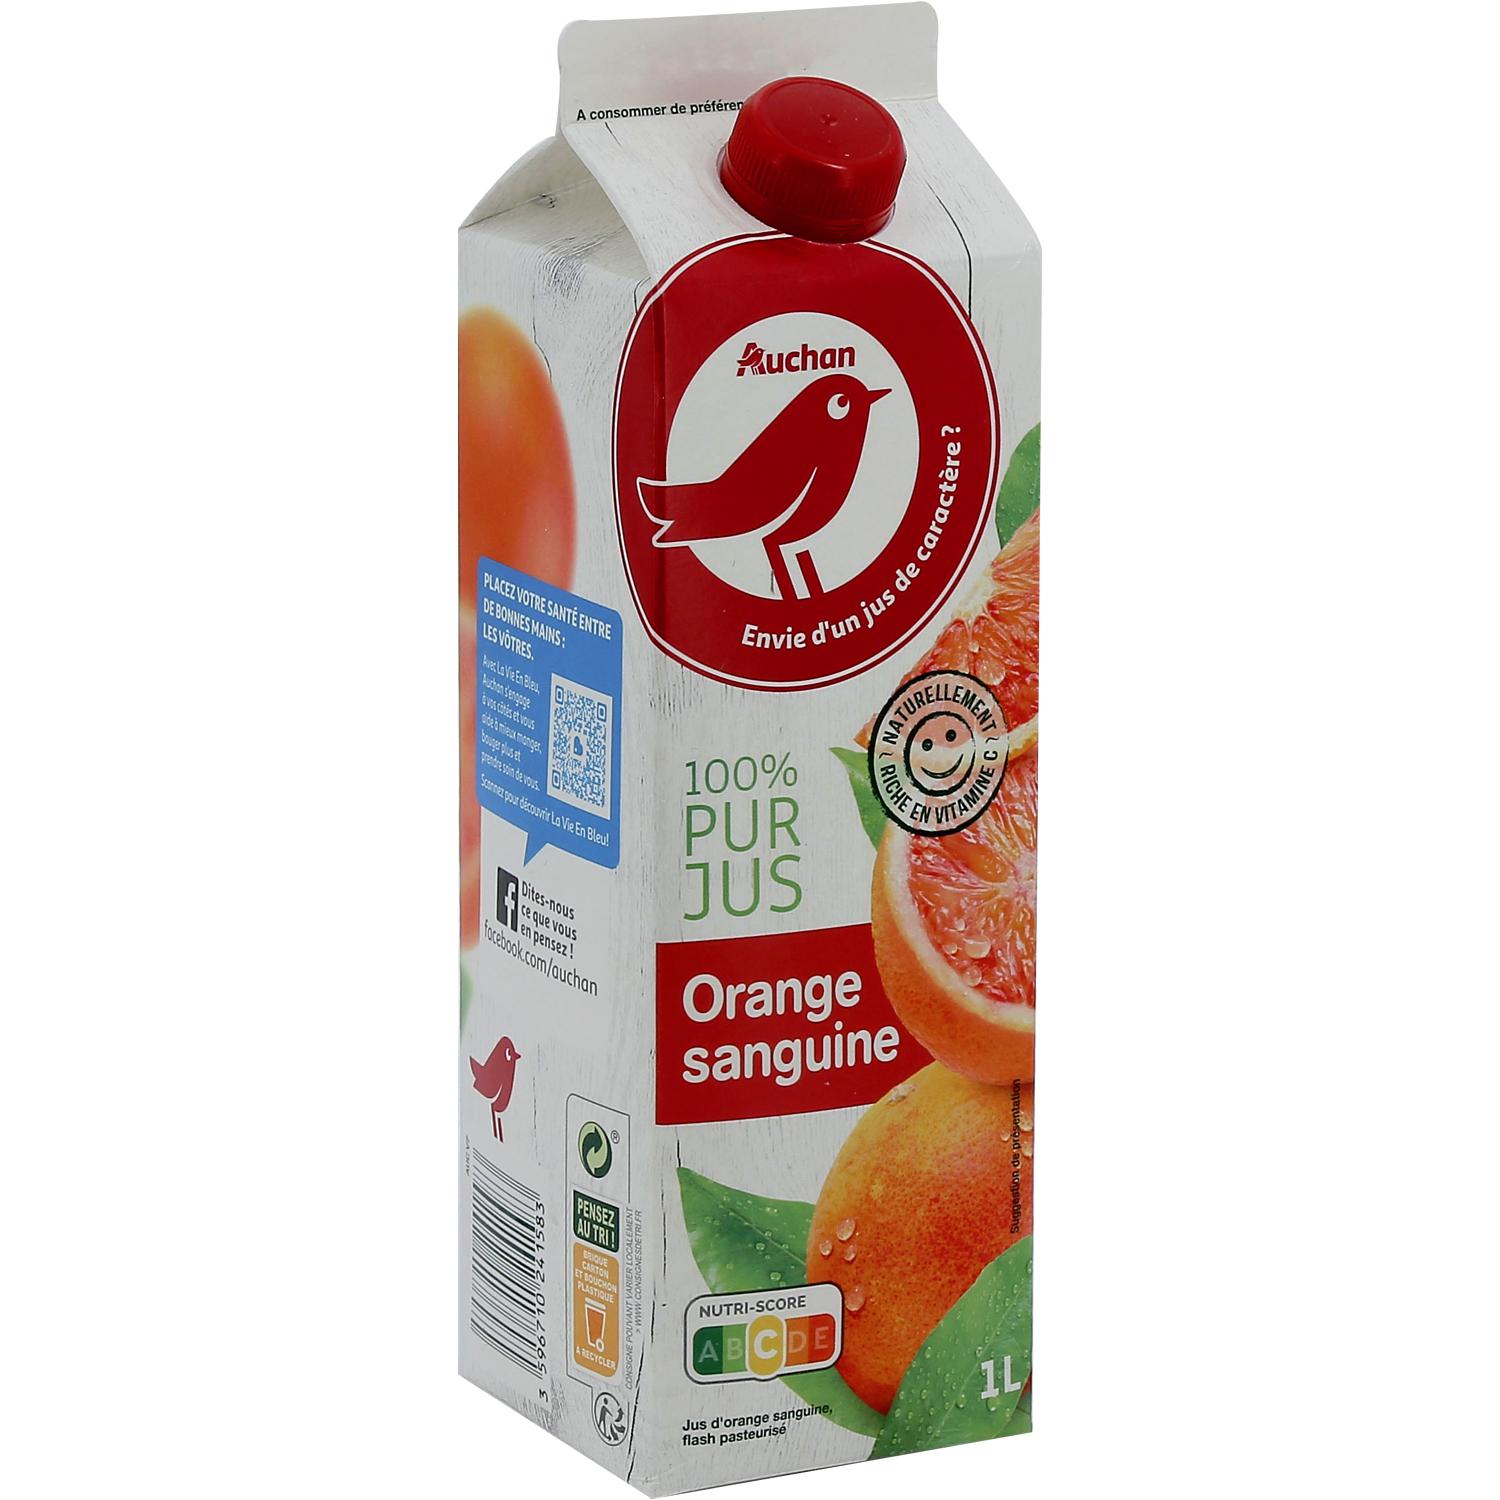 A consommer de préféren
Auchan
Envie d'un jus de caractère ?
NATURELLEMENT
RICHE EN VITAMINE C
100%
PUR
JUS
Orange
sanguine
Suggestion de présentation
NUTRI-SCORE
A B C D E
1L
Jus d'orange sanguine,
flash pasteurisé
PLACEZ VOTRE SANTÉ ENTRE
DE BONNES MAINS :
LES VÔTRES.
Avec La Vie En Bleu,
Auchan s'engage
à vos côtés et vous
aide à mieux manger,
bouger plus et
prendre soin de vous.
Scannez pour découvrir La Vie En Bleu!
f
Dites-nous
ce que vous
en pensez !
facebook.com/auchan
AUC V7
3 596710 241583
®
PENSEZ
AU TRI !
BRIQUE
CARTON
ET BOUCHON
PLASTIQUE
A RECYCLER
CONSIGNE POUVANT VARIER LOCALEMENT
> WWW.CONSIGNESDETRI.FR